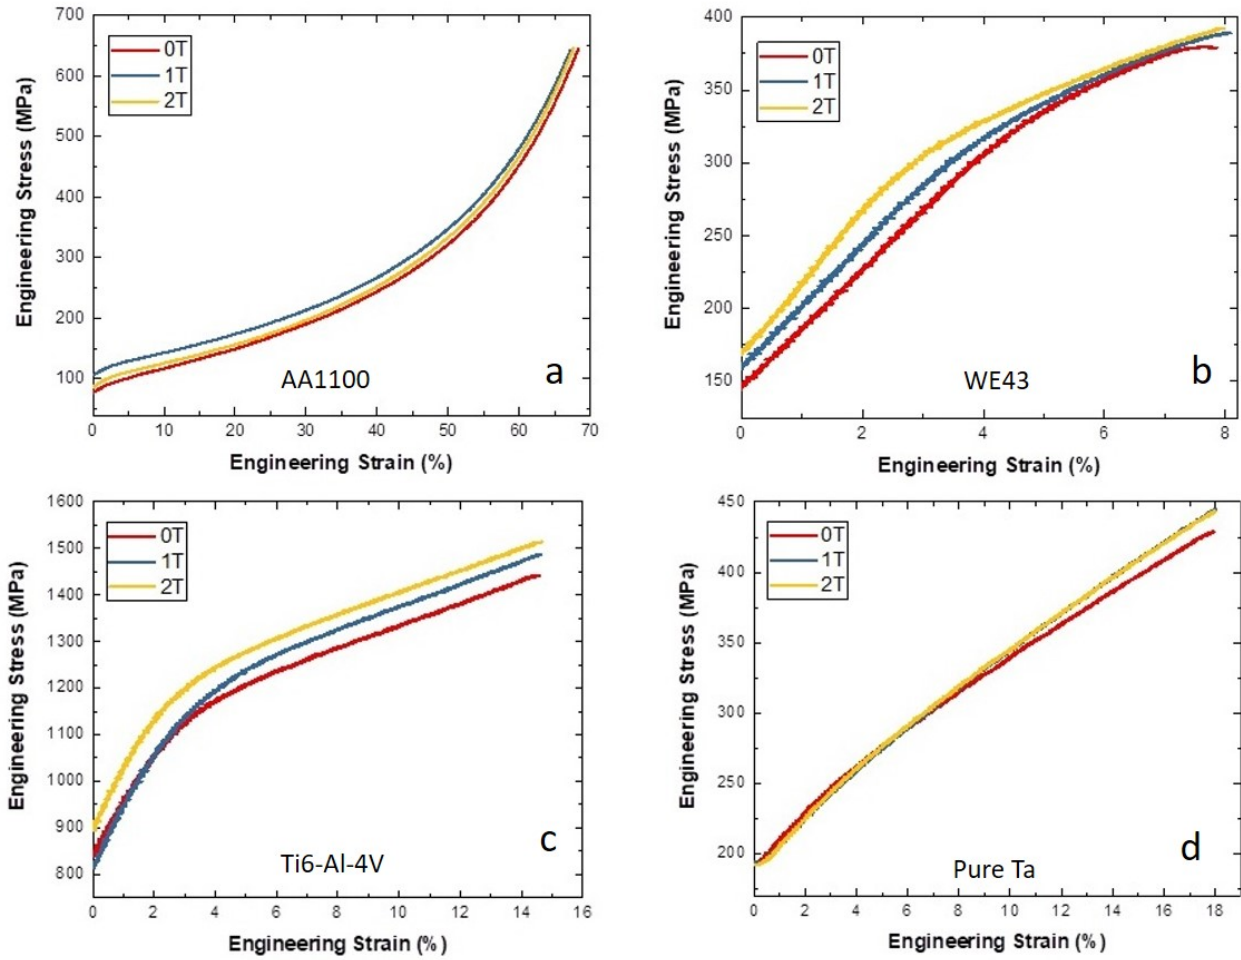 700
600
500
400
300
200
100
0 10 20 30 40 50 60 70
Engineering Stress (MPa)
Engineering Strain (%)
0T
1T
2T
AA1100
a
400
350
300
250
200
150
0 2 4 6 8
Engineering Stress (MPa)
Engineering Strain (%)
0T
1T
2T
WE43
b
1600
1500
1400
1300
1200
1100
1000
900
800
0 2 4 6 8 10 12 14 16
Engineering Stress (MPa)
Engineering Strain (%)
0T
1T
2T
Ti6-Al-4V
c
450
400
350
300
250
200
0 2 4 6 8 10 12 14 16 18
Engineering Stress (MPa)
Engineering Strain (%)
0T
1T
2T
Pure Ta
d